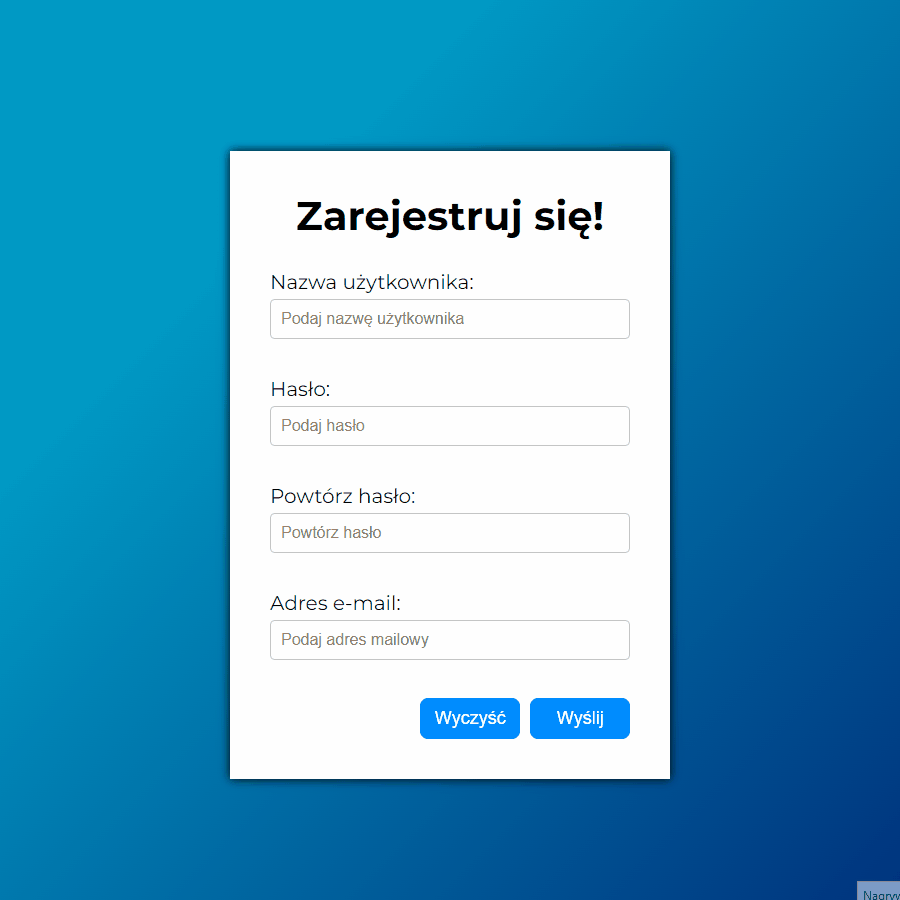 Zarejestruj się!
Nazwa użytkownika:
Podaj nazwę użytkownika
Hasło:
Podaj hasło
Powtórz hasło:
Powtórz hasło
Adres e-mail:
Podaj adres mailowy
Wyczyść Wyślij